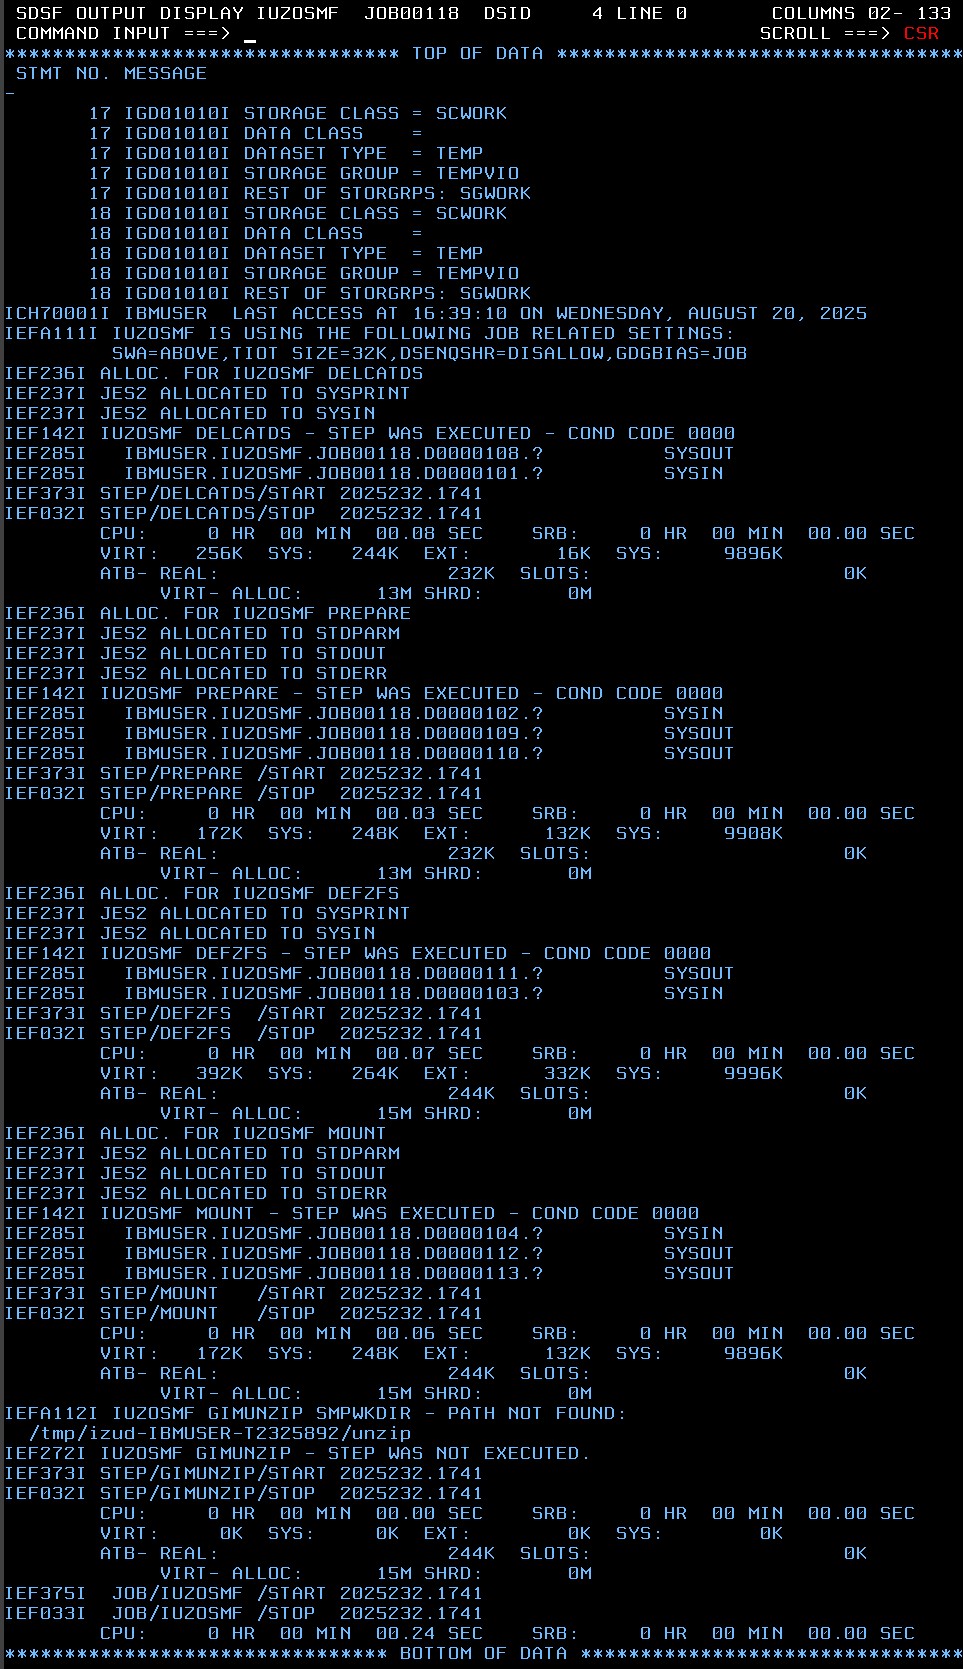 SDSF OUTPUT DISPLAY IUZOSMF  JOB00118  DSID     4 LINE 0       COLUMNS 02- 133
COMMAND INPUT ===> _                                            SCROLL ===> CSR
********************************* TOP OF DATA **********************************
 STMT NO. MESSAGE
-
       17 IGD01010I STORAGE CLASS = SCWORK
       17 IGD01010I DATA CLASS    =
       17 IGD01010I DATASET TYPE  = TEMP
       17 IGD01010I STORAGE GROUP = TEMPVIO
       17 IGD01010I REST OF STORGRPS: SGWORK
       18 IGD01010I STORAGE CLASS = SCWORK
       18 IGD01010I DATA CLASS    =
       18 IGD01010I DATASET TYPE  = TEMP
       18 IGD01010I STORAGE GROUP = TEMPVIO
       18 IGD01010I REST OF STORGRPS: SGWORK
ICH70001I IBMUSER  LAST ACCESS AT 16:39:10 ON WEDNESDAY, AUGUST 20, 2025
IEFA111I IUZOSMF IS USING THE FOLLOWING JOB RELATED SETTINGS:
         SWA=ABOVE,TIOT SIZE=32K,DSENQSHR=DISALLOW,GDGBIAS=JOB
IEF236I ALLOC. FOR IUZOSMF DELCATDS
IEF237I JES2 ALLOCATED TO SYSPRINT
IEF237I JES2 ALLOCATED TO SYSIN
IEF142I IUZOSMF DELCATDS - STEP WAS EXECUTED - COND CODE 0000
IEF285I   IBMUSER.IUZOSMF.JOB00118.D0000108.?          SYSOUT
IEF285I   IBMUSER.IUZOSMF.JOB00118.D0000101.?          SYSIN
IEF373I STEP/DELCATDS/START 2025232.1741
IEF032I STEP/DELCATDS/STOP  2025232.1741
        CPU:     0 HR  00 MIN  00.08 SEC    SRB:     0 HR  00 MIN  00.00 SEC
        VIRT:   256K  SYS:   244K  EXT:       16K  SYS:     9896K
        ATB- REAL:                   232K  SLOTS:                     0K
             VIRT- ALLOC:      13M SHRD:       0M
IEF236I ALLOC. FOR IUZOSMF PREPARE
IEF237I JES2 ALLOCATED TO STDPARM
IEF237I JES2 ALLOCATED TO STDOUT
IEF237I JES2 ALLOCATED TO STDERR
IEF142I IUZOSMF PREPARE - STEP WAS EXECUTED - COND CODE 0000
IEF285I   IBMUSER.IUZOSMF.JOB00118.D0000102.?          SYSIN
IEF285I   IBMUSER.IUZOSMF.JOB00118.D0000109.?          SYSOUT
IEF285I   IBMUSER.IUZOSMF.JOB00118.D0000110.?          SYSOUT
IEF373I STEP/PREPARE /START 2025232.1741
IEF032I STEP/PREPARE /STOP  2025232.1741
        CPU:     0 HR  00 MIN  00.03 SEC    SRB:     0 HR  00 MIN  00.00 SEC
        VIRT:   172K  SYS:   248K  EXT:      132K  SYS:     9908K
        ATB- REAL:                   232K  SLOTS:                     0K
             VIRT- ALLOC:      13M SHRD:       0M
IEF236I ALLOC. FOR IUZOSMF DEFZFS
IEF237I JES2 ALLOCATED TO SYSPRINT
IEF237I JES2 ALLOCATED TO SYSIN
IEF142I IUZOSMF DEFZFS - STEP WAS EXECUTED - COND CODE 0000
IEF285I   IBMUSER.IUZOSMF.JOB00118.D0000111.?          SYSOUT
IEF285I   IBMUSER.IUZOSMF.JOB00118.D0000103.?          SYSIN
IEF373I STEP/DEFZFS  /START 2025232.1741
IEF032I STEP/DEFZFS  /STOP  2025232.1741
        CPU:     0 HR  00 MIN  00.07 SEC    SRB:     0 HR  00 MIN  00.00 SEC
        VIRT:   392K  SYS:   264K  EXT:      332K  SYS:     9996K
        ATB- REAL:                   244K  SLOTS:                     0K
             VIRT- ALLOC:      15M SHRD:       0M
IEF236I ALLOC. FOR IUZOSMF MOUNT
IEF237I JES2 ALLOCATED TO STDPARM
IEF237I JES2 ALLOCATED TO STDOUT
IEF237I JES2 ALLOCATED TO STDERR
IEF142I IUZOSMF MOUNT - STEP WAS EXECUTED - COND CODE 0000
IEF285I   IBMUSER.IUZOSMF.JOB00118.D0000104.?          SYSIN
IEF285I   IBMUSER.IUZOSMF.JOB00118.D0000112.?          SYSOUT
IEF285I   IBMUSER.IUZOSMF.JOB00118.D0000113.?          SYSOUT
IEF373I STEP/MOUNT   /START 2025232.1741
IEF032I STEP/MOUNT   /STOP  2025232.1741
        CPU:     0 HR  00 MIN  00.06 SEC    SRB:     0 HR  00 MIN  00.00 SEC
        VIRT:   172K  SYS:   248K  EXT:      132K  SYS:     9896K
        ATB- REAL:                   244K  SLOTS:                     0K
             VIRT- ALLOC:      15M SHRD:       0M
IEFA112I IUZOSMF GIMUNZIP SMPWKDIR - PATH NOT FOUND:
  /tmp/izud-IBMUSER-T2325892/unzip
IEF272I IUZOSMF GIMUNZIP - STEP WAS NOT EXECUTED.
IEF373I STEP/GIMUNZIP/START 2025232.1741
IEF032I STEP/GIMUNZIP/STOP  2025232.1741
        CPU:     0 HR  00 MIN  00.00 SEC    SRB:     0 HR  00 MIN  00.00 SEC
        VIRT:     0K  SYS:     0K  EXT:        0K  SYS:        0K
        ATB- REAL:                   244K  SLOTS:                     0K
             VIRT- ALLOC:      15M SHRD:       0M
IEF375I  JOB/IUZOSMF /START 2025232.1741
IEF033I  JOB/IUZOSMF /STOP  2025232.1741
        CPU:     0 HR  00 MIN  00.24 SEC    SRB:     0 HR  00 MIN  00.00 SEC
******************************** BOTTOM OF DATA ********************************